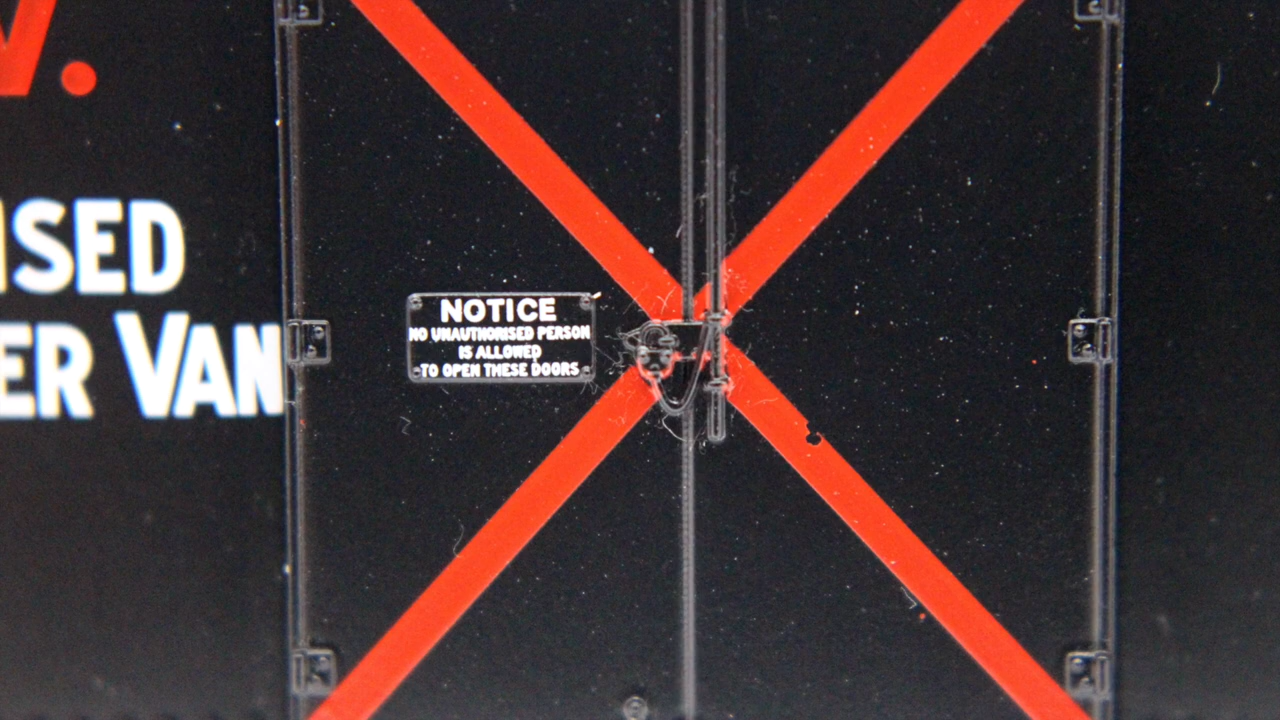 V.
ISED
ER VAN
NOTICE
NO UNAUTHORISED PERSON
IS ALLOWED
TO OPEN THESE DOORS